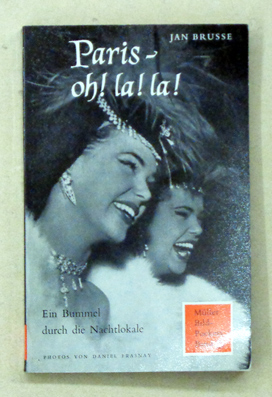 JAN BRUSSE
Paris-
oh! la! la!
Ein Bummel
durch die Nachtlokale
PHOTOS VON DANIEL FRASNAY